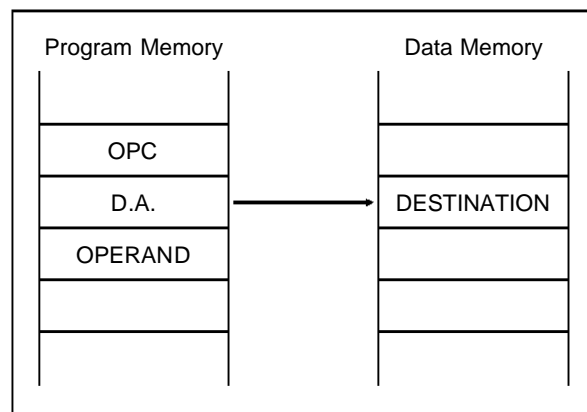 Program Memory
Data Memory
OPC
D.A.
DESTINATION
OPERAND